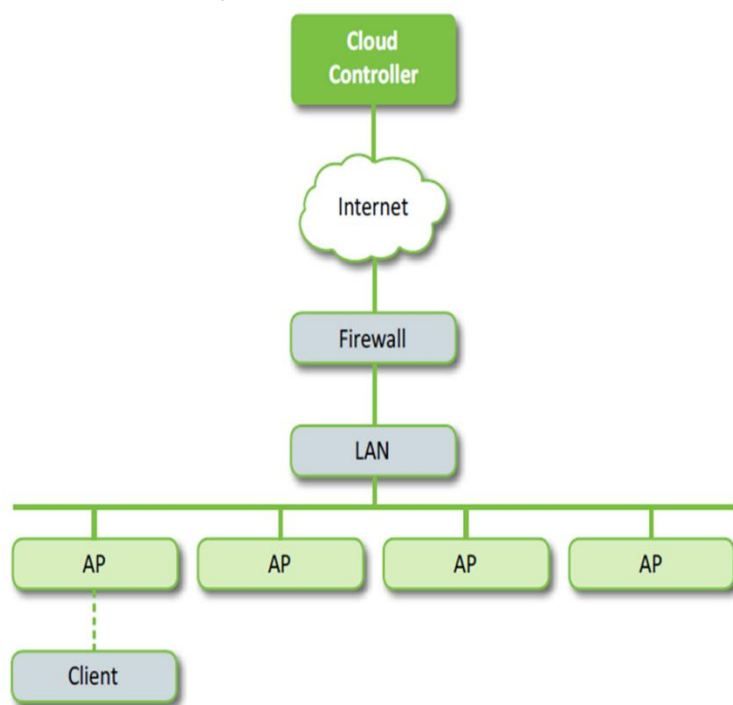 Cloud
Controller
Internet
Firewall
LAN
AP
AP
AP
AP
Client